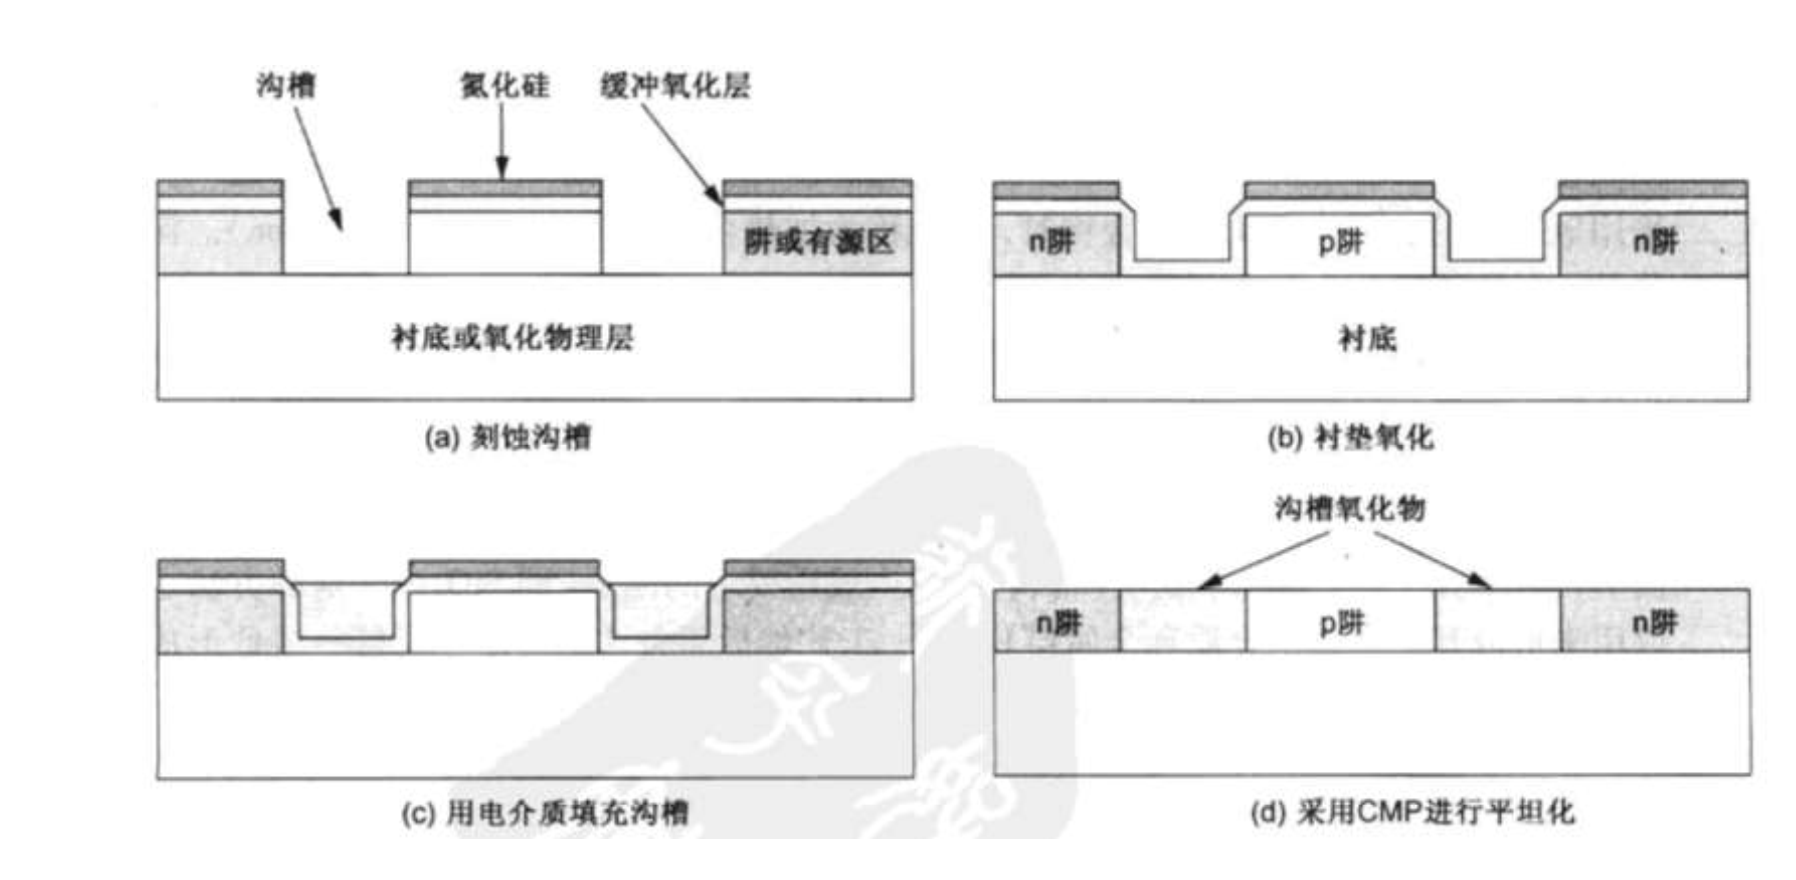 沟槽 氮化硅 缓冲氧化层
阱或有源区
衬底或氧化物理层
(a) 刻蚀沟槽
n阱 p阱 n阱
衬底
(b) 衬垫氧化
(c) 用电介质填充沟槽
沟槽氧化物
n阱 p阱 n阱
(d) 采用CMP进行平坦化